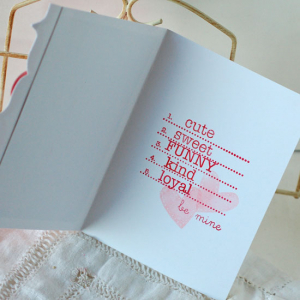 1. cute
2. sweet
3. FUNNY
4. kind
5. loyal
be mine